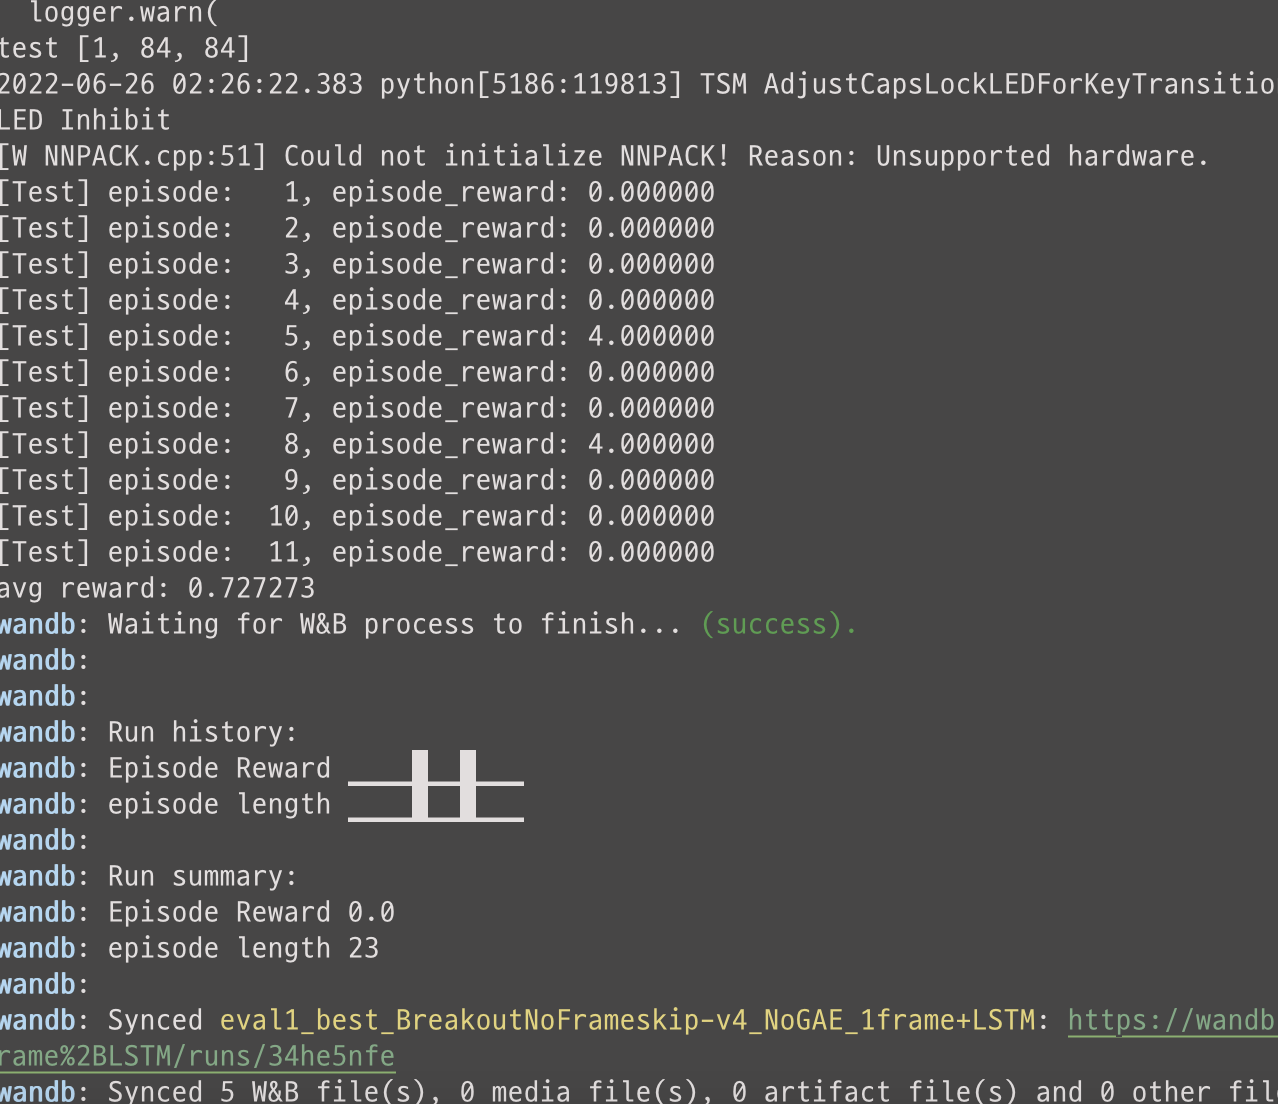 logger.warn(
test [1, 84, 84]
2022-06-26 02:26:22.383 python[5186:119813] TSM AdjustCapsLockLEDForKeyTransitio
LED Inhibit
[W NNPACK.cpp:51] Could not initialize NNPACK! Reason: Unsupported hardware.
[Test] episode:   1, episode_reward: 0.000000
[Test] episode:   2, episode_reward: 0.000000
[Test] episode:   3, episode_reward: 0.000000
[Test] episode:   4, episode_reward: 0.000000
[Test] episode:   5, episode_reward: 4.000000
[Test] episode:   6, episode_reward: 0.000000
[Test] episode:   7, episode_reward: 0.000000
[Test] episode:   8, episode_reward: 4.000000
[Test] episode:   9, episode_reward: 0.000000
[Test] episode:  10, episode_reward: 0.000000
[Test] episode:  11, episode_reward: 0.000000
avg reward: 0.727273
wandb: Waiting for W&B process to finish... (success).
wandb:
wandb:
wandb: Run history:
wandb: Episode Reward
wandb: episode length
wandb:
wandb: Run summary:
wandb: Episode Reward 0.0
wandb: episode length 23
wandb:
wandb: Synced eval1_best_BreakoutNoFrameskip-v4_NoGAE_1frame+LSTM: https://wandb
rame%2BLSTM/runs/34he5nfe
wandb: Synced 5 W&B file(s), 0 media file(s), 0 artifact file(s) and 0 other fil